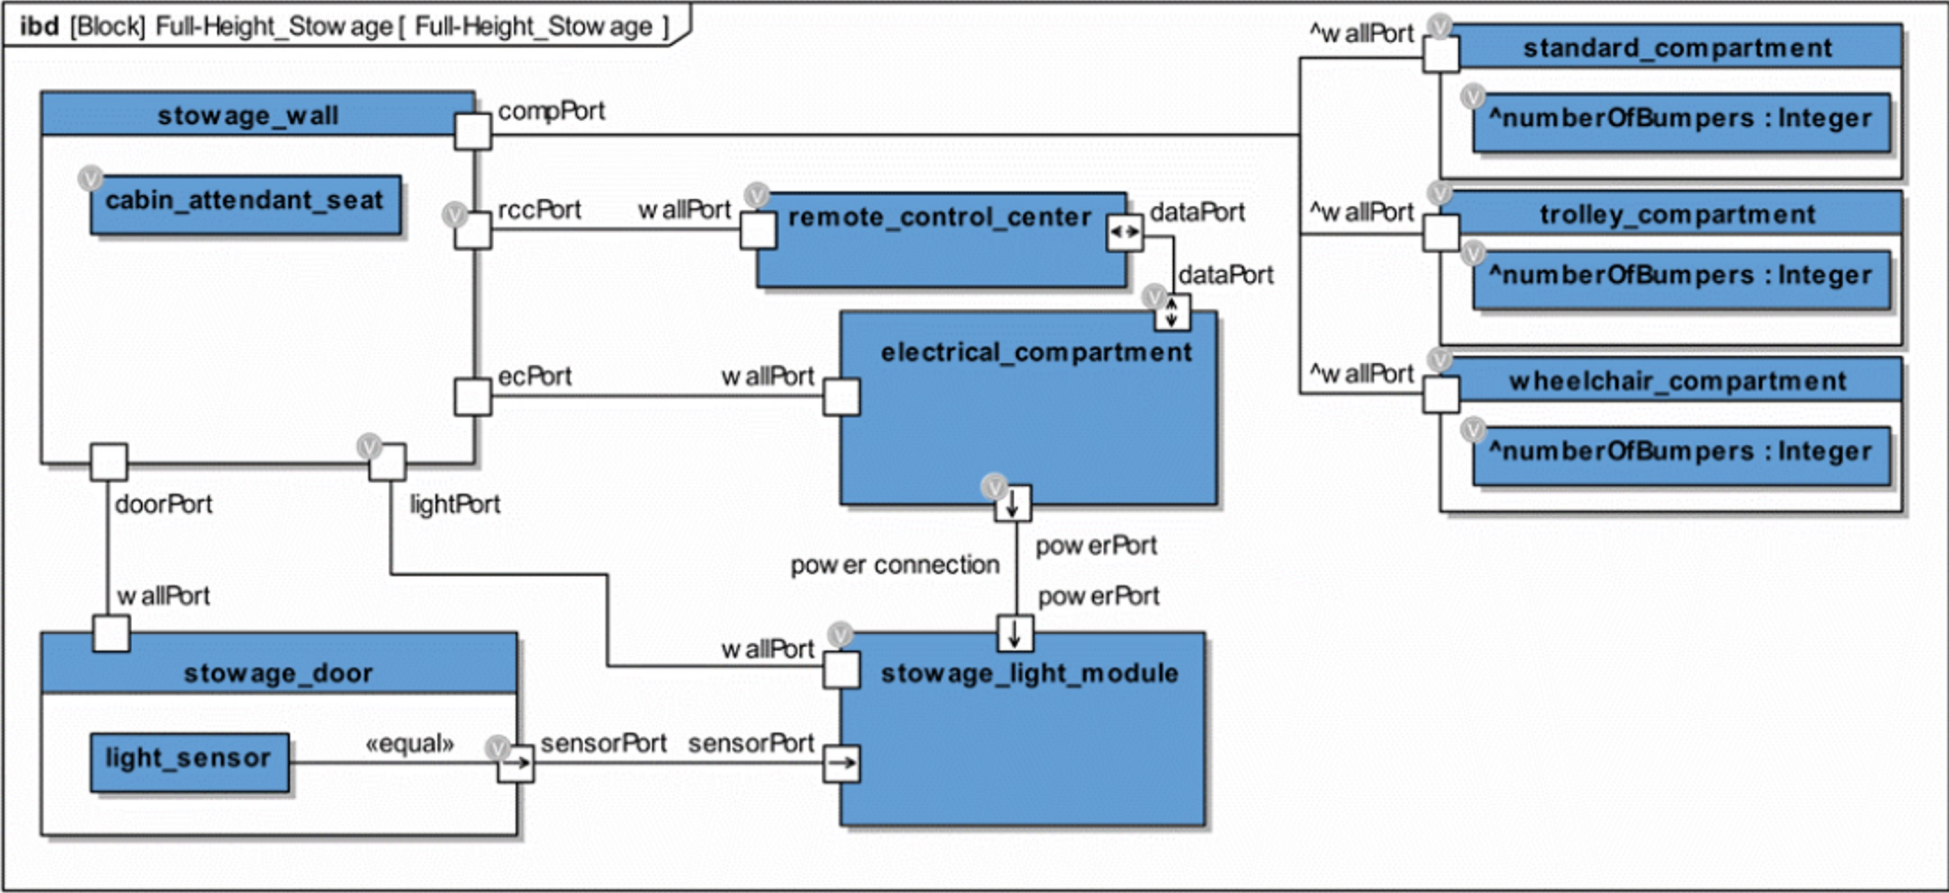 ibd [Block] Full-Height_Stowage [ Full-Height_Stowage ]
^wallPort
V
standard_compartment
V
^numberOfBumpers : Integer
stowage_wall
compPort
V
cabin_attendant_seat
V
rccPort
wallPort
V
remote_control_center
dataPort
^wallPort
V
trolley_compartment
V
^numberOfBumpers : Integer
dataPort
V
electrical_compartment
ecPort
wallPort
^wallPort
V
wheelchair_compartment
V
^numberOfBumpers : Integer
V
doorPort
lightPort
V
powerPort
power connection
powerPort
wallPort
stowage_door
wallPort
V
stowage_light_module
light_sensor
«equal»
V
sensorPort
sensorPort